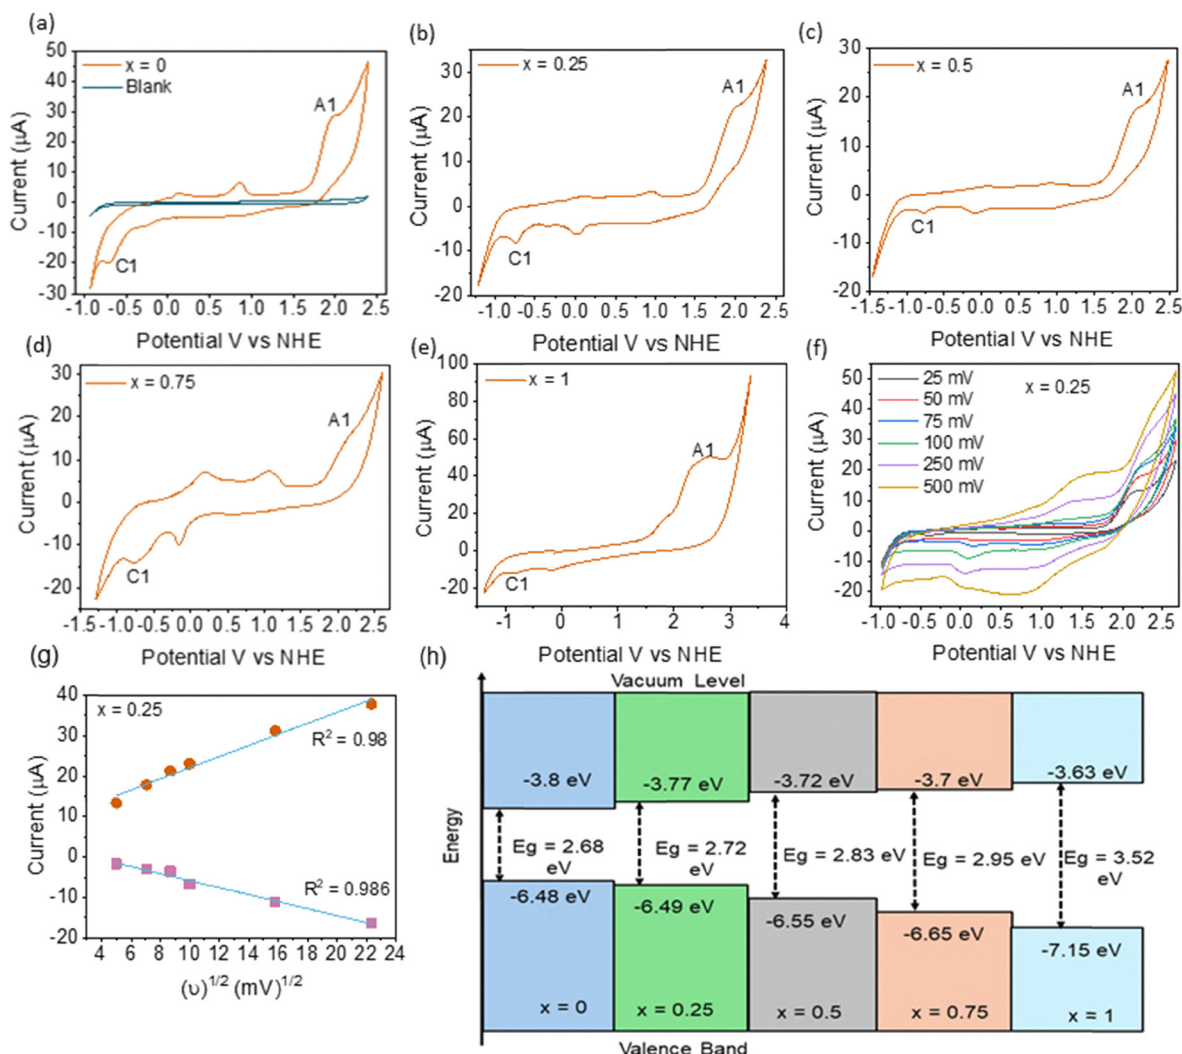 (a)
x = 0
Blank
A1
C1
50
40
30
20
10
0
-10
-20
-30
Current (µA)
-1.0 -0.5 0.0 0.5 1.0 1.5 2.0 2.5
Potential V vs NHE
(b)
x = 0.25
A1
C1
30
20
10
0
-10
-20
Current (µA)
-1.0 -0.5 0.0 0.5 1.0 1.5 2.0 2.5
Potential V vs NHE
(c)
x = 0.5
A1
C1
30
20
10
0
-10
-20
Current (µA)
-1.5 -1.0 -0.5 0.0 0.5 1.0 1.5 2.0 2.5
Potential V vs NHE
(d)
x = 0.75
A1
C1
30
20
10
0
-10
-20
Current (µA)
-1.5 -1.0 -0.5 0.0 0.5 1.0 1.5 2.0 2.5
Potential V vs NHE
(e)
x = 1
A1
C1
100
80
60
40
20
0
-20
Current (µA)
-1 0 1 2 3 4
Potential V vs NHE
(f)
25 mV
50 mV
75 mV
100 mV
250 mV
500 mV
x = 0.25
50
40
30
20
10
0
-10
-20
Current (µA)
-1.0 -0.5 0.0 0.5 1.0 1.5 2.0 2.5
Potential V vs NHE
(g)
x = 0.25
R² = 0.98
R² = 0.986
40
30
20
10
0
-10
-20
Current (µA)
4 6 8 10 12 14 16 18 20 22 24
(υ)^1/2 (mV)^1/2
(h)
Vacuum Level
Energy
-3.8 eV
-3.77 eV
-3.72 eV
-3.7 eV
-3.63 eV
Eg = 2.68
eV
Eg = 2.72
eV
Eg = 2.83 eV
Eg = 2.95 eV
Eg = 3.52
eV
-6.48 eV
-6.49 eV
-6.55 eV
-6.65 eV
-7.15 eV
x = 0
x = 0.25
x = 0.5
x = 0.75
x = 1
Valence Band